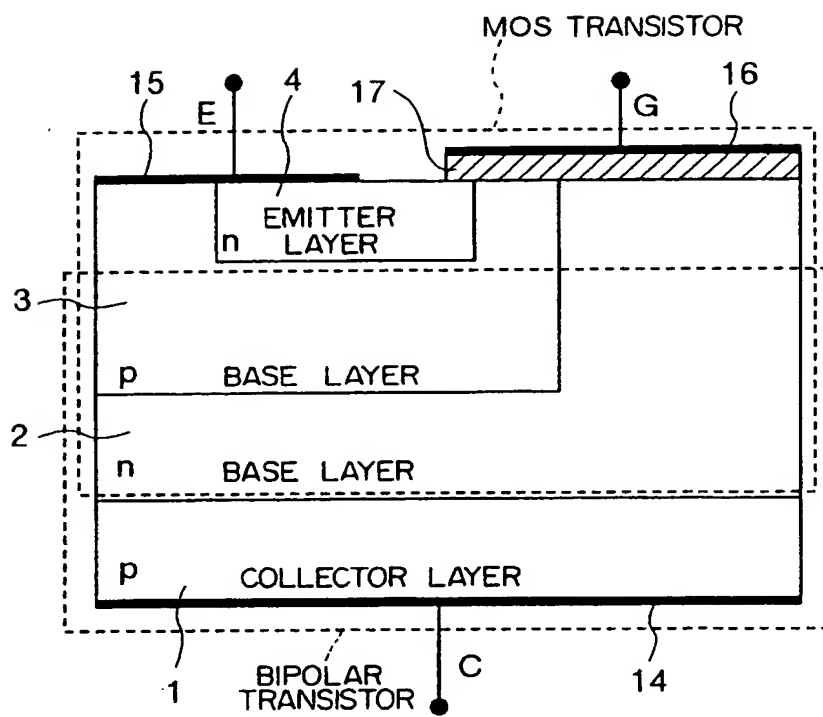 MOS TRANSISTOR
15
4
17
16
E
G
EMITTER
n LAYER
3
p BASE LAYER
2
n BASE LAYER
p COLLECTOR LAYER
1
BIPOLAR
TRANSISTOR
C
14